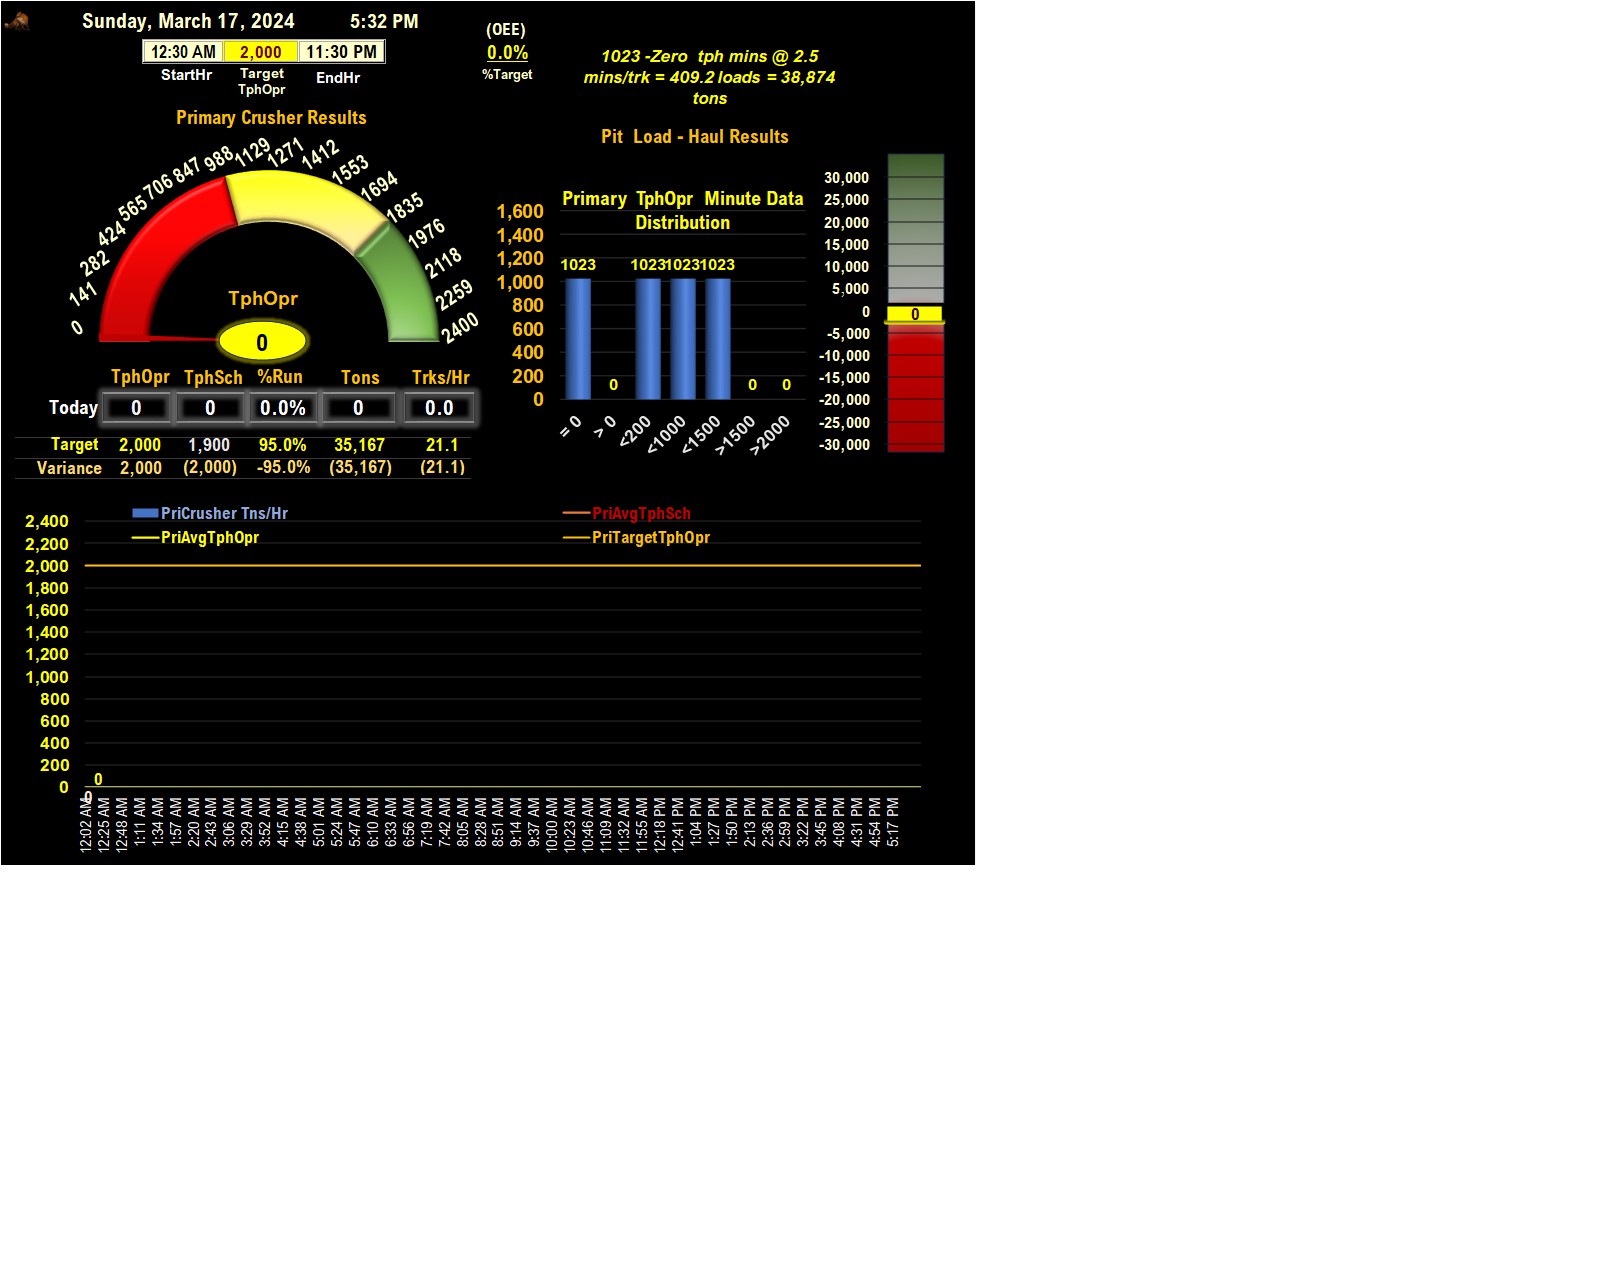 Sunday, March 17, 2024 5:32 PM
12:30 AM 2,000 11:30 PM
StartHr Target TphOpr EndHr
(OEE)
0.0%
%Target
1023 -Zero tph mins @ 2.5
mins/trk = 409.2 loads = 38,874
tons
Primary Crusher Results
0
141
282
424
565
706
847
988
1129
1271
1412
1553
1694
1835
1976
2118
2259
2400
TphOpr
0
TphOpr TphSch %Run Tons Trks/Hr
Today 0 0 0.0% 0 0.0
Target 2,000 1,900 95.0% 35,167 21.1
Variance 2,000 (2,000) -95.0% (35,167) (21.1)
Pit Load - Haul Results
Primary TphOpr Minute Data
Distribution
1,600
1,400
1,200
1,000
800
600
400
200
0
1023 0 1023 1023 1023 0 0
= 0 > 0 <200 <1000 <1500 >1500 >2000
30,000
25,000
20,000
15,000
10,000
5,000
0
-5,000
-10,000
-15,000
-20,000
-25,000
-30,000
0
PriCrusher Tns/Hr PriAvgTphSch
PriAvgTphOpr PriTargetTphOpr
2,400
2,200
2,000
1,800
1,600
1,400
1,200
1,000
800
600
400
200
0
0
0
12:02 AM
12:25 AM
12:48 AM
1:11 AM
1:34 AM
1:57 AM
2:20 AM
2:43 AM
3:06 AM
3:29 AM
3:52 AM
4:15 AM
4:38 AM
5:01 AM
5:24 AM
5:47 AM
6:10 AM
6:33 AM
6:56 AM
7:19 AM
7:42 AM
8:05 AM
8:28 AM
8:51 AM
9:14 AM
9:37 AM
10:00 AM
10:23 AM
10:46 AM
11:09 AM
11:32 AM
11:55 AM
12:18 PM
12:41 PM
1:04 PM
1:27 PM
1:50 PM
2:13 PM
2:36 PM
2:59 PM
3:22 PM
3:45 PM
4:08 PM
4:31 PM
4:54 PM
5:17 PM